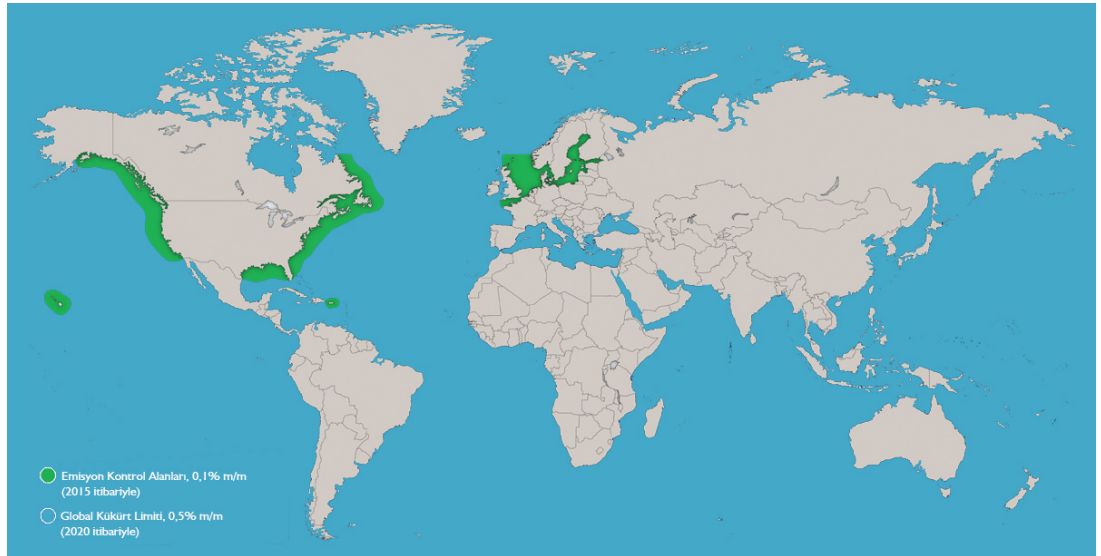 Emisyon Kontrol Alanları, 0,1% m/m
(2015 itibariyle)
Global Kükürt Limiti, 0,5% m/m
(2020 itibariyle)